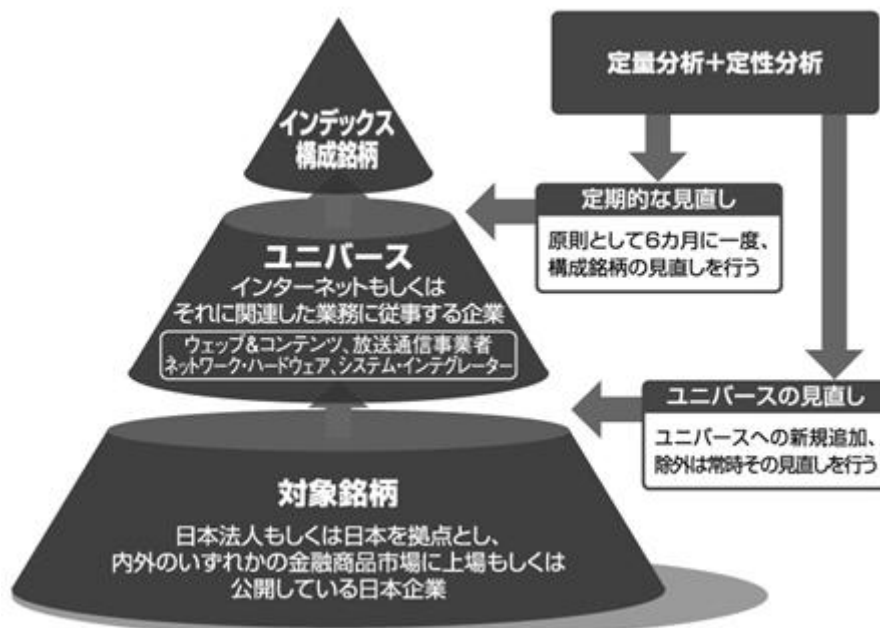 定量分析+定性分析
インデックス
構成銘柄
定期的な見直し
原則として6カ月に一度、
構成銘柄の見直しを行う
ユニバース
インターネットもしくは
それに関連した業務に従事する企業
ウェッブ&コンテンツ、放送通信事業者
ネットワーク・ハードウェア、システム・インテグレーター
ユニバースの見直し
ユニバースへの新規追加、
除外は常時その見直しを行う
対象銘柄
日本法人もしくは日本を拠点とし、
内外のいずれかの金融商品市場に上場もしくは
公開している日本企業